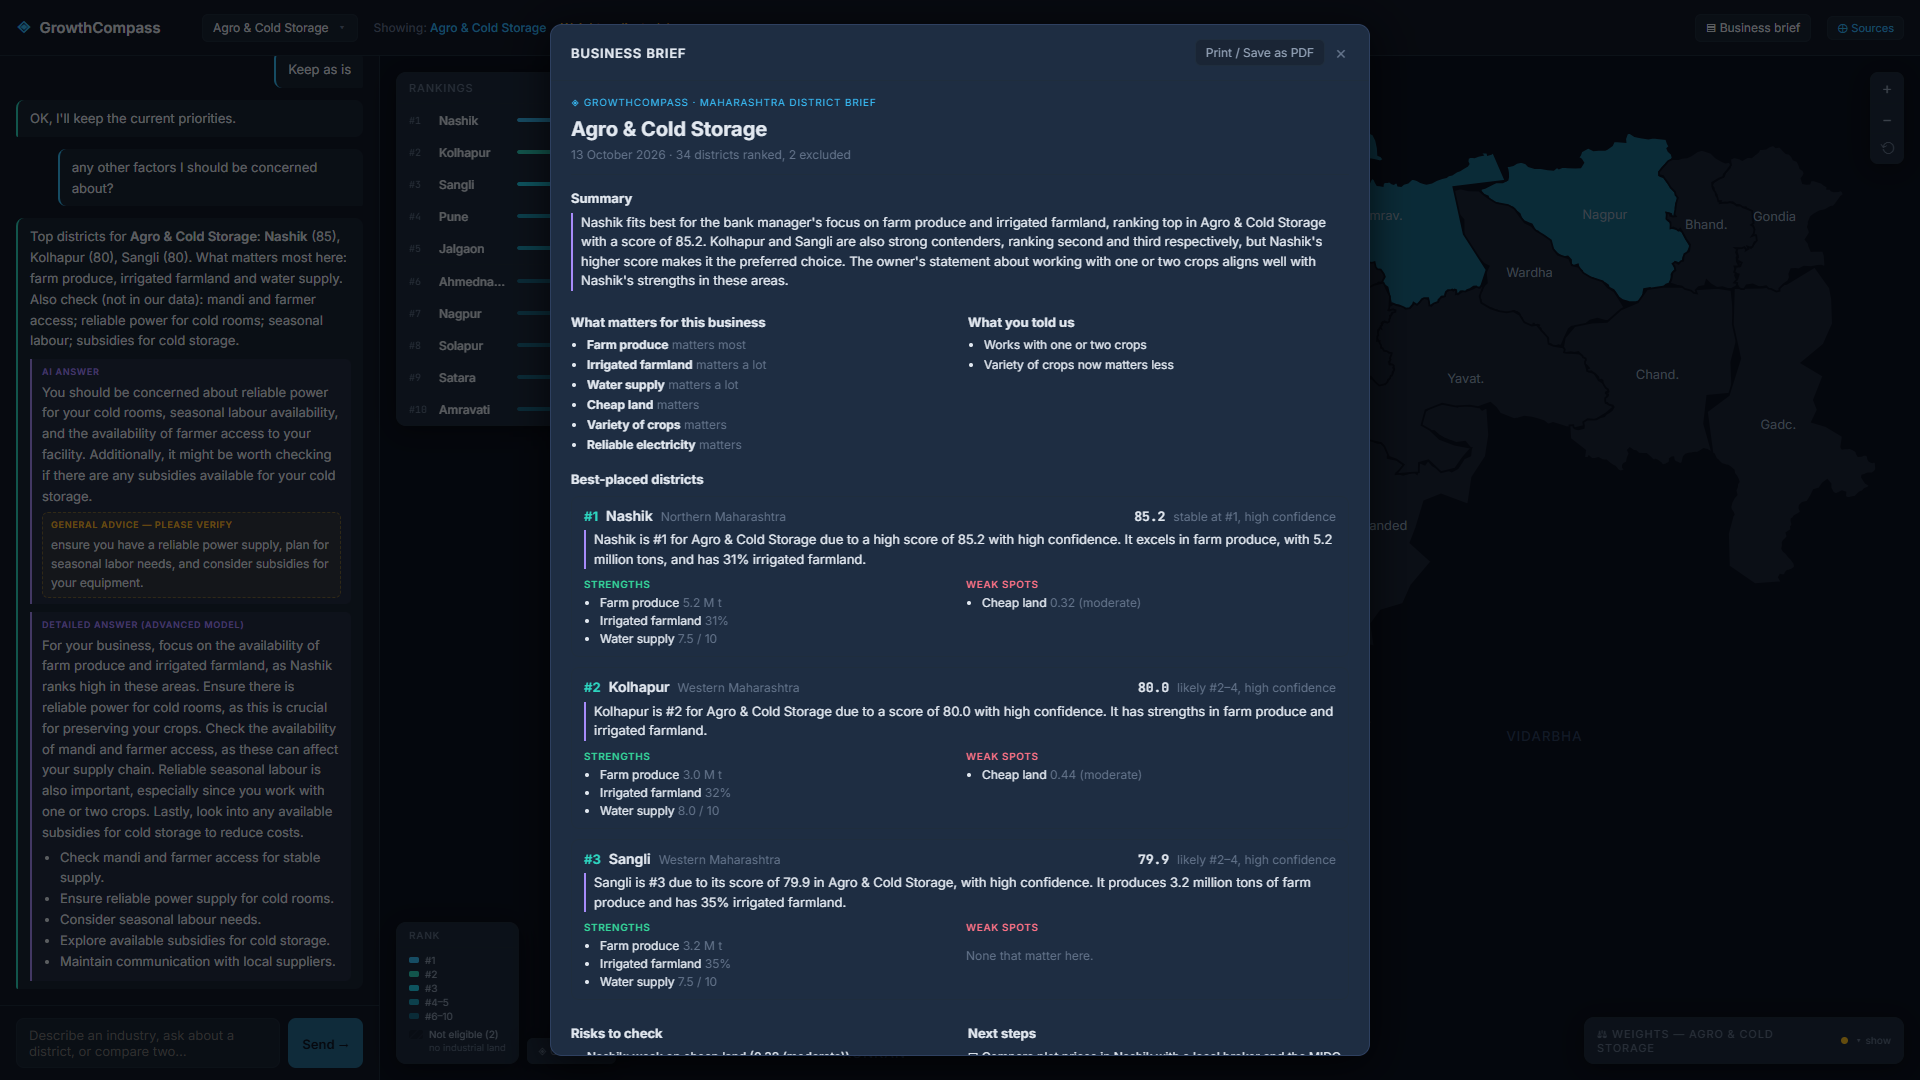 GrowthCompass
Agro & Cold Storage
Showing: Agro & Cold Storage
Business brief
Sources
Keep as is
OK, I'll keep the current priorities.
any other factors I should be concerned
about?
Top districts for Agro & Cold Storage: Nashik (85),
Kolhapur (80), Sangli (80). What matters most here:
farm produce, irrigated farmland and water supply.
Also check (not in our data): mandi and farmer
access; reliable power for cold rooms; seasonal
labour; subsidies for cold storage.
AI ANSWER
You should be concerned about reliable power
for your cold rooms, seasonal labour availability,
and the availability of farmer access to your
facility. Additionally, it might be worth checking
if there are any subsidies available for your cold
storage.
GENERAL ADVICE — PLEASE VERIFY
ensure you have a reliable power supply, plan for
seasonal labor needs, and consider subsidies for
your equipment.
DETAILED ANSWER (ADVANCED MODEL)
For your business, focus on the availability of
farm produce and irrigated farmland, as Nashik
ranks high in these areas. Ensure there is
reliable power for cold rooms, as this is crucial
for preserving your crops. Check the availability
of mandi and farmer access, as these can affect
your supply chain. Reliable seasonal labour is
also important, especially since you work with
one or two crops. Lastly, look into any available
subsidies for cold storage to reduce costs.
• Check mandi and farmer access for stable
supply.
• Ensure reliable power supply for cold rooms.
• Consider seasonal labour needs.
• Explore available subsidies for cold storage.
• Maintain communication with local suppliers.
Describe an industry, ask about a
district, or compare two...
Send →
RANKINGS
#1 Nashik
#2 Kolhapur
#3 Sangli
#4 Pune
#5 Jalgaon
#6 Ahmedna...
#7 Nagpur
#8 Solapur
#9 Satara
#10 Amravati
RANK
#1
#2
#3
#4–5
#6–10
Not eligible (2)
no industrial land
BUSINESS BRIEF
Print / Save as PDF
×
GROWTHCOMPASS · MAHARASHTRA DISTRICT BRIEF
Agro & Cold Storage
13 October 2026 · 34 districts ranked, 2 excluded
Summary
Nashik fits best for the bank manager's focus on farm produce and irrigated farmland, ranking top in Agro & Cold Storage
with a score of 85.2. Kolhapur and Sangli are also strong contenders, ranking second and third respectively, but Nashik's
higher score makes it the preferred choice. The owner's statement about working with one or two crops aligns well with
Nashik's strengths in these areas.
What matters for this business
• Farm produce matters most
• Irrigated farmland matters a lot
• Water supply matters a lot
• Cheap land matters
• Variety of crops matters
• Reliable electricity matters
What you told us
• Works with one or two crops
• Variety of crops now matters less
Best-placed districts
#1 Nashik Northern Maharashtra 85.2 stable at #1, high confidence
Nashik is #1 for Agro & Cold Storage due to a high score of 85.2 with high confidence. It excels in farm produce, with 5.2
million tons, and has 31% irrigated farmland.
STRENGTHS
• Farm produce 5.2 M t
• Irrigated farmland 31%
• Water supply 7.5 / 10
WEAK SPOTS
• Cheap land 0.32 (moderate)
#2 Kolhapur Western Maharashtra 80.0 likely #2–4, high confidence
Kolhapur is #2 for Agro & Cold Storage due to a score of 80.0 with high confidence. It has strengths in farm produce and
irrigated farmland.
STRENGTHS
• Farm produce 3.0 M t
• Irrigated farmland 32%
• Water supply 8.0 / 10
WEAK SPOTS
• Cheap land 0.44 (moderate)
#3 Sangli Western Maharashtra 79.9 likely #2–4, high confidence
Sangli is #3 due to its score of 79.9 in Agro & Cold Storage, with high confidence. It produces 3.2 million tons of farm
produce and has 35% irrigated farmland.
STRENGTHS
• Farm produce 3.2 M t
• Irrigated farmland 35%
• Water supply 7.5 / 10
WEAK SPOTS
None that matter here.
Risks to check
Next steps
mrav.
Nagpur
Bhand.
Gondia
Wardha
Yavat.
Chand.
Gadc.
anded
VIDARBHA
WEIGHTS — AGRO & COLD
STORAGE
show